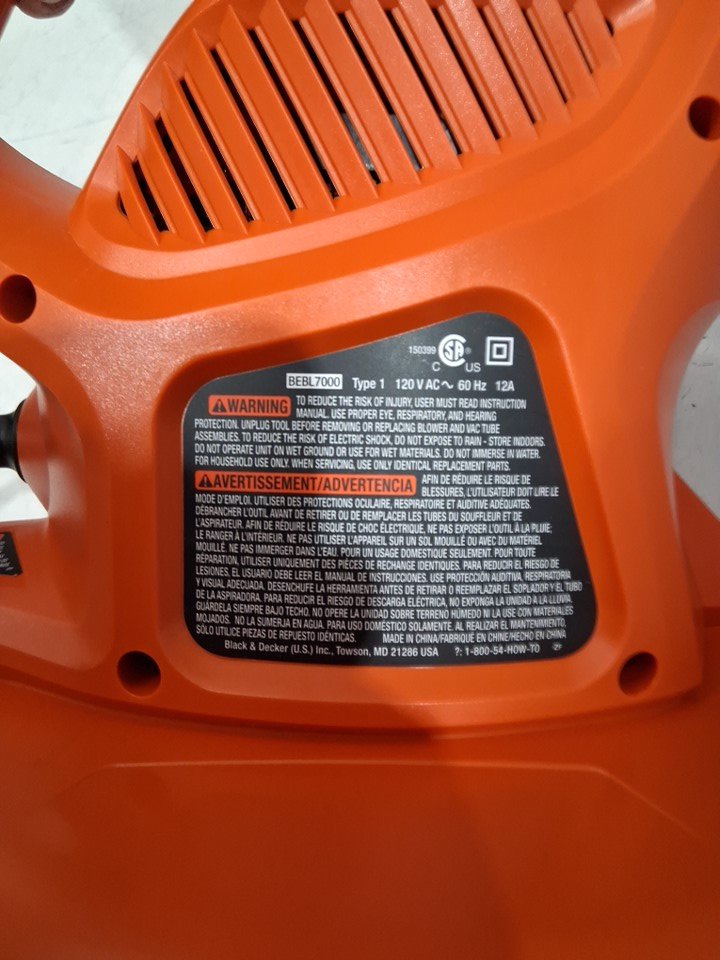 150399 SA ®
C US
BEBL7000 Type 1 120 V AC ~ 60 Hz 12A
WARNING TO REDUCE THE RISK OF INJURY, USER MUST READ INSTRUCTION
MANUAL. USE PROPER EYE, RESPIRATORY, AND HEARING
PROTECTION. UNPLUG TOOL BEFORE REMOVING OR REPLACING BLOWER AND VAC TUBE
ASSEMBLIES. TO REDUCE THE RISK OF ELECTRIC SHOCK, DO NOT EXPOSE TO RAIN - STORE INDOORS.
DO NOT OPERATE UNIT ON WET GROUND OR USE FOR WET MATERIALS. DO NOT IMMERSE IN WATER.
FOR HOUSEHOLD USE ONLY. WHEN SERVICING, USE ONLY IDENTICAL REPLACEMENT PARTS.
AVERTISSEMENT/ADVERTENCIA AFIN DE RÉDUIRE LE RISQUE DE
BLESSURES, L'UTILISATEUR DOIT LIRE LE
MODE D'EMPLOI. UTILISER DES PROTECTIONS OCULAIRE, RESPIRATOIRE ET AUDITIVE ADÉQUATES.
DÉBRANCHER L'OUTIL AVANT DE RETIRER OU DE REMPLACER LES TUBES DU SOUFFLEUR ET DE
L'ASPIRATEUR. AFIN DE RÉDUIRE LE RISQUE DE CHOC ÉLECTRIQUE, NE PAS EXPOSER L'OUTIL À LA PLUIE;
LE RANGER À L'INTÉRIEUR. NE PAS UTILISER L'APPAREIL SUR UN SOL MOUILLÉ OU AVEC DU MATÉRIEL
MOUILLÉ. NE PAS IMMERGER DANS L'EAU. POUR UN USAGE DOMESTIQUE SEULEMENT. POUR TOUTE
RÉPARATION, UTILISER UNIQUEMENT DES PIÈCES DE RECHANGE IDENTIQUES. PARA REDUCIR EL RIESGO DE
LESIONES, EL USUARIO DEBE LEER EL MANUAL DE INSTRUCCIONES. USE PROTECCIÓN AUDITIVA, RESPIRATORIA
Y VISUAL ADECUADA. DESENCHUFE LA HERRAMIENTA ANTES DE RETIRAR O REEMPLAZAR EL SOPLADOR Y EL TUBO
DE LA ASPIRADORA. PARA REDUCIR EL RIESGO DE DESCARGA ELÉCTRICA, NO EXPONGA LA UNIDAD A LA LLUVIA.
GUÁRDELA SIEMPRE BAJO TECHO. NO OPERE LA UNIDAD SOBRE TERRENO HÚMEDO NI LA USE CON MATERIALES
MOJADOS. NO LA SUMERJA EN AGUA. PARA USO DOMÉSTICO SOLAMENTE. AL REALIZAR EL MANTENIMIENTO,
SÓLO UTILICE PIEZAS DE REPUESTO IDÉNTICAS. MADE IN CHINA/FABRIQUÉ EN CHINE/HECHO EN CHINA
Black & Decker (U.S.) Inc., Towson, MD 21286 USA ?: 1-800-54-HOW-TO